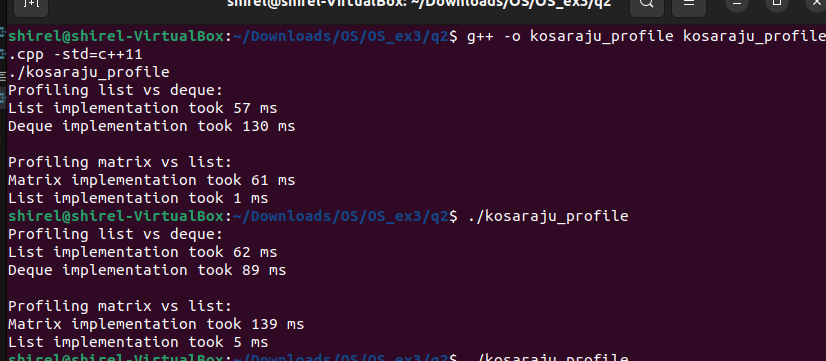 shirel@shirel-VirtualBox: ~/Downloads/OS/OS_ex3/q2
shirel@shirel-VirtualBox:~/Downloads/OS/OS_ex3/q2$ g++ -o kosaraju_profile kosaraju_profile
.cpp -std=c++11
./kosaraju_profile
Profiling list vs deque:
List implementation took 57 ms
Deque implementation took 130 ms
Profiling matrix vs list:
Matrix implementation took 61 ms
List implementation took 1 ms
shirel@shirel-VirtualBox:~/Downloads/OS/OS_ex3/q2$ ./kosaraju_profile
Profiling list vs deque:
List implementation took 62 ms
Deque implementation took 89 ms
Profiling matrix vs list:
Matrix implementation took 139 ms
List implementation took 5 ms
shirel@shirel-VirtualBox:~/Downloads/OS/OS_ex3/q2$ ./kosaraju_profile